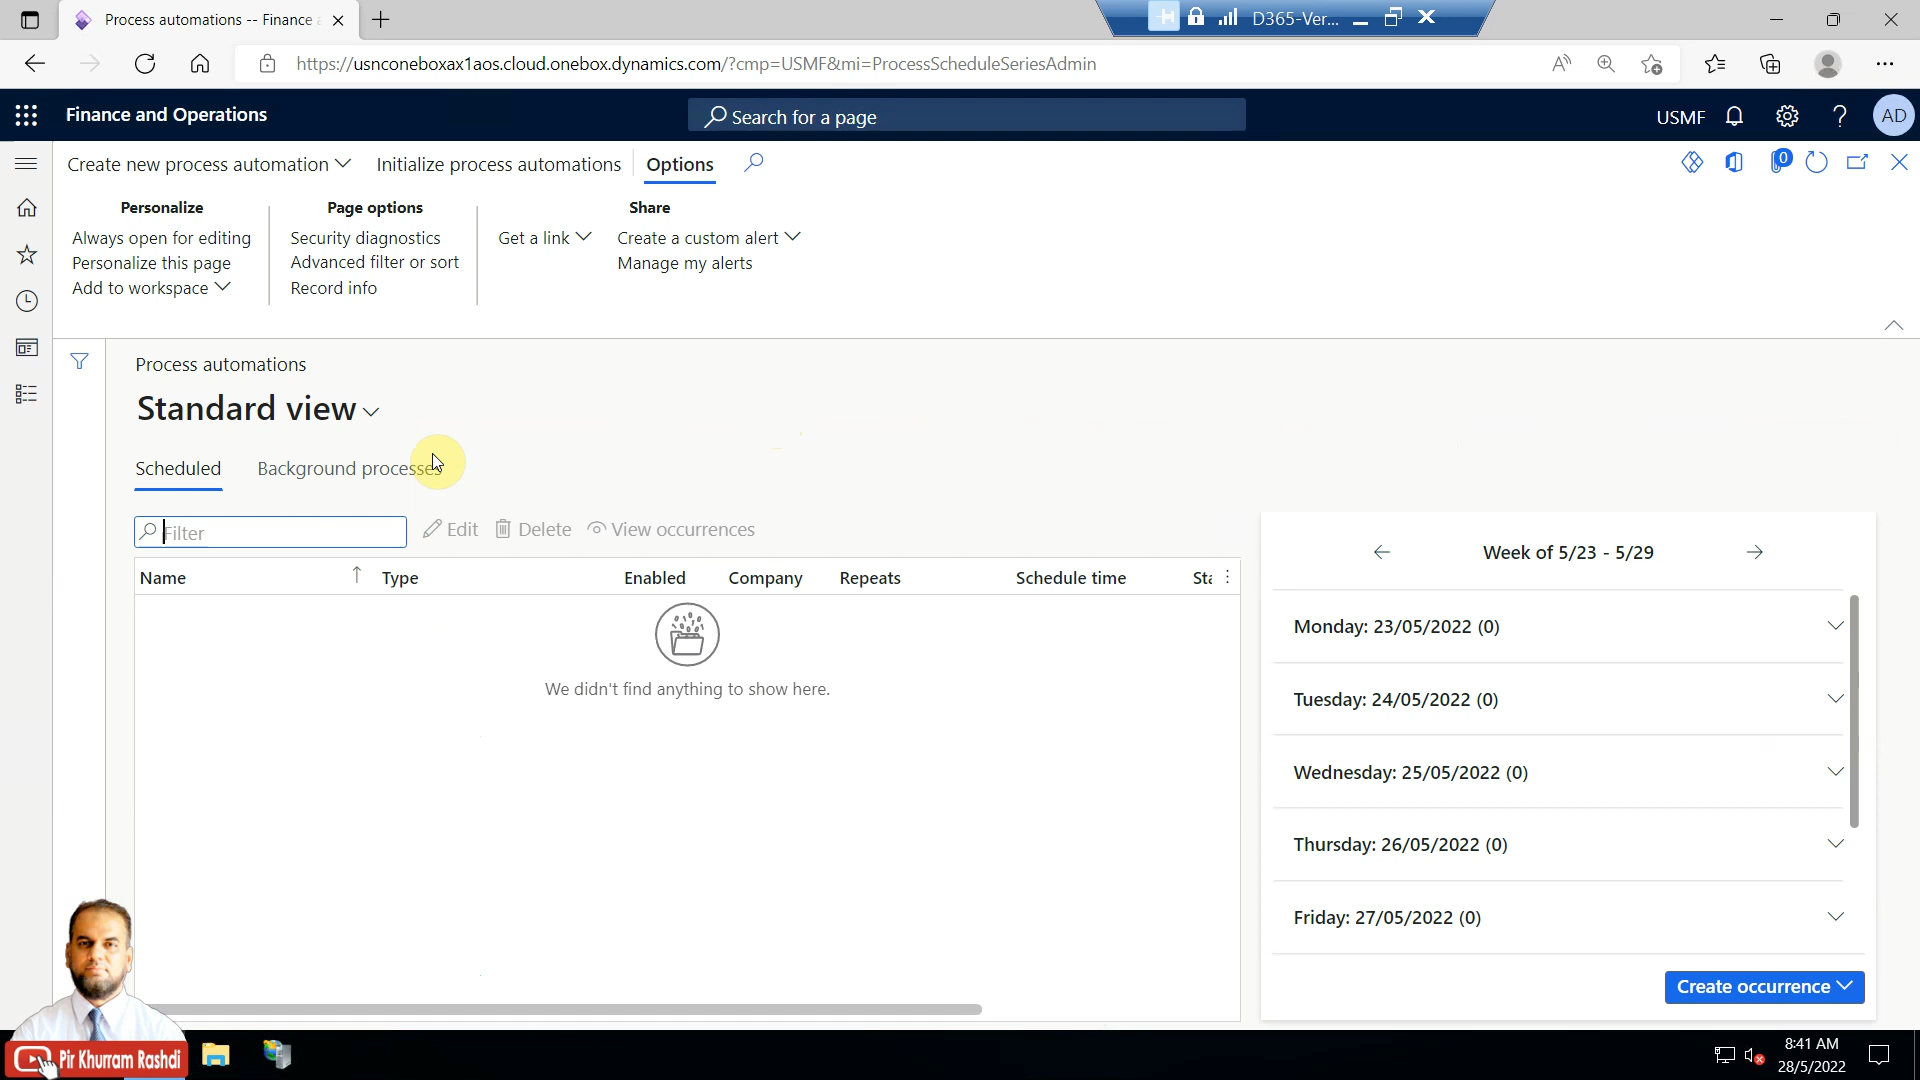 Process automations -- Finance a
D365-Ver...
https://usnconeboxax1aos.cloud.onebox.dynamics.com/?cmp=USMF&mi=ProcessScheduleSeriesAdmin
Finance and Operations
Search for a page
USMF
AD
Create new process automation
Initialize process automations
Options
0
Personalize
Page options
Share
Always open for editing
Security diagnostics
Get a link
Create a custom alert
Personalize this page
Advanced filter or sort
Manage my alerts
Add to workspace
Record info
Process automations
Standard view
Scheduled
Background processes
Filter
Edit
Delete
View occurrences
Name
Type
Enabled
Company
Repeats
Schedule time
Sta
We didn't find anything to show here.
Week of 5/23 - 5/29
Monday: 23/05/2022 (0)
Tuesday: 24/05/2022 (0)
Wednesday: 25/05/2022 (0)
Thursday: 26/05/2022 (0)
Friday: 27/05/2022 (0)
Create occurrence
Pir Khurram Rashdi
8:41 AM
28/5/2022